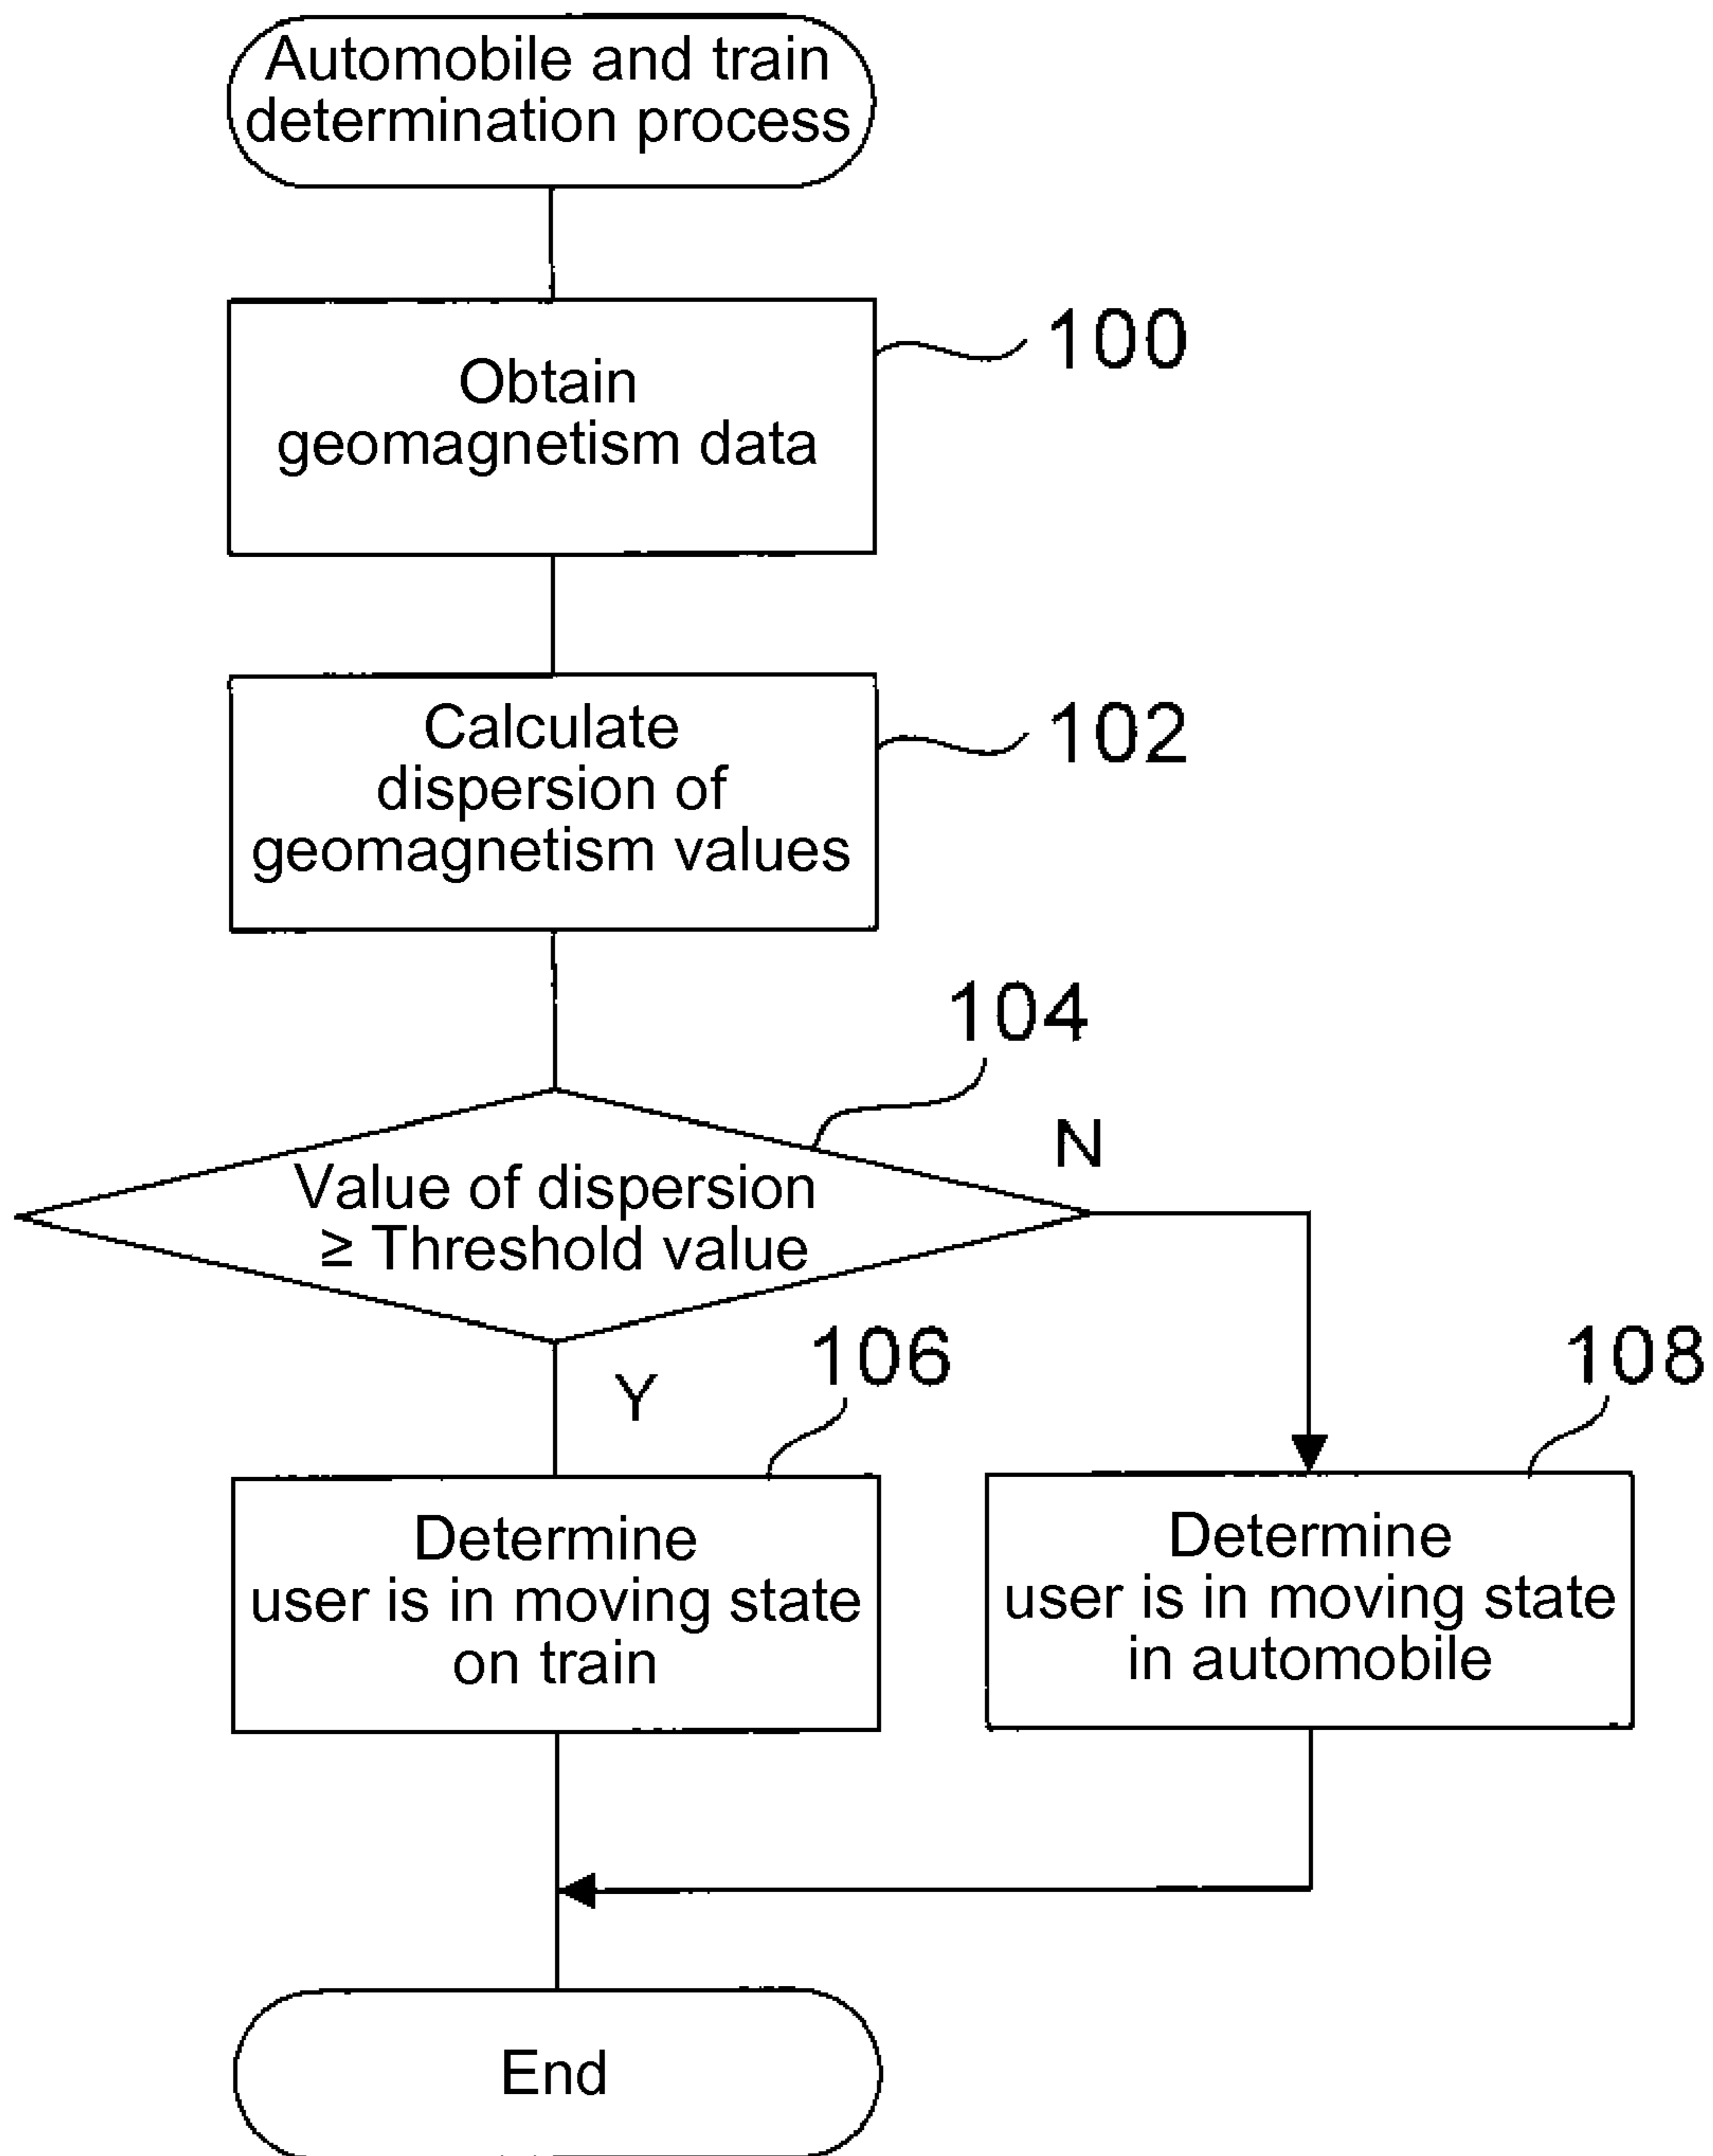 Automobile and train
determination process
Obtain
geomagnetism data
100
Calculate
dispersion of
geomagnetism values
102
104
Value of dispersion
≥ Threshold value
N
Y
106
108
Determine
user is in moving state
on train
Determine
user is in moving state
in automobile
End